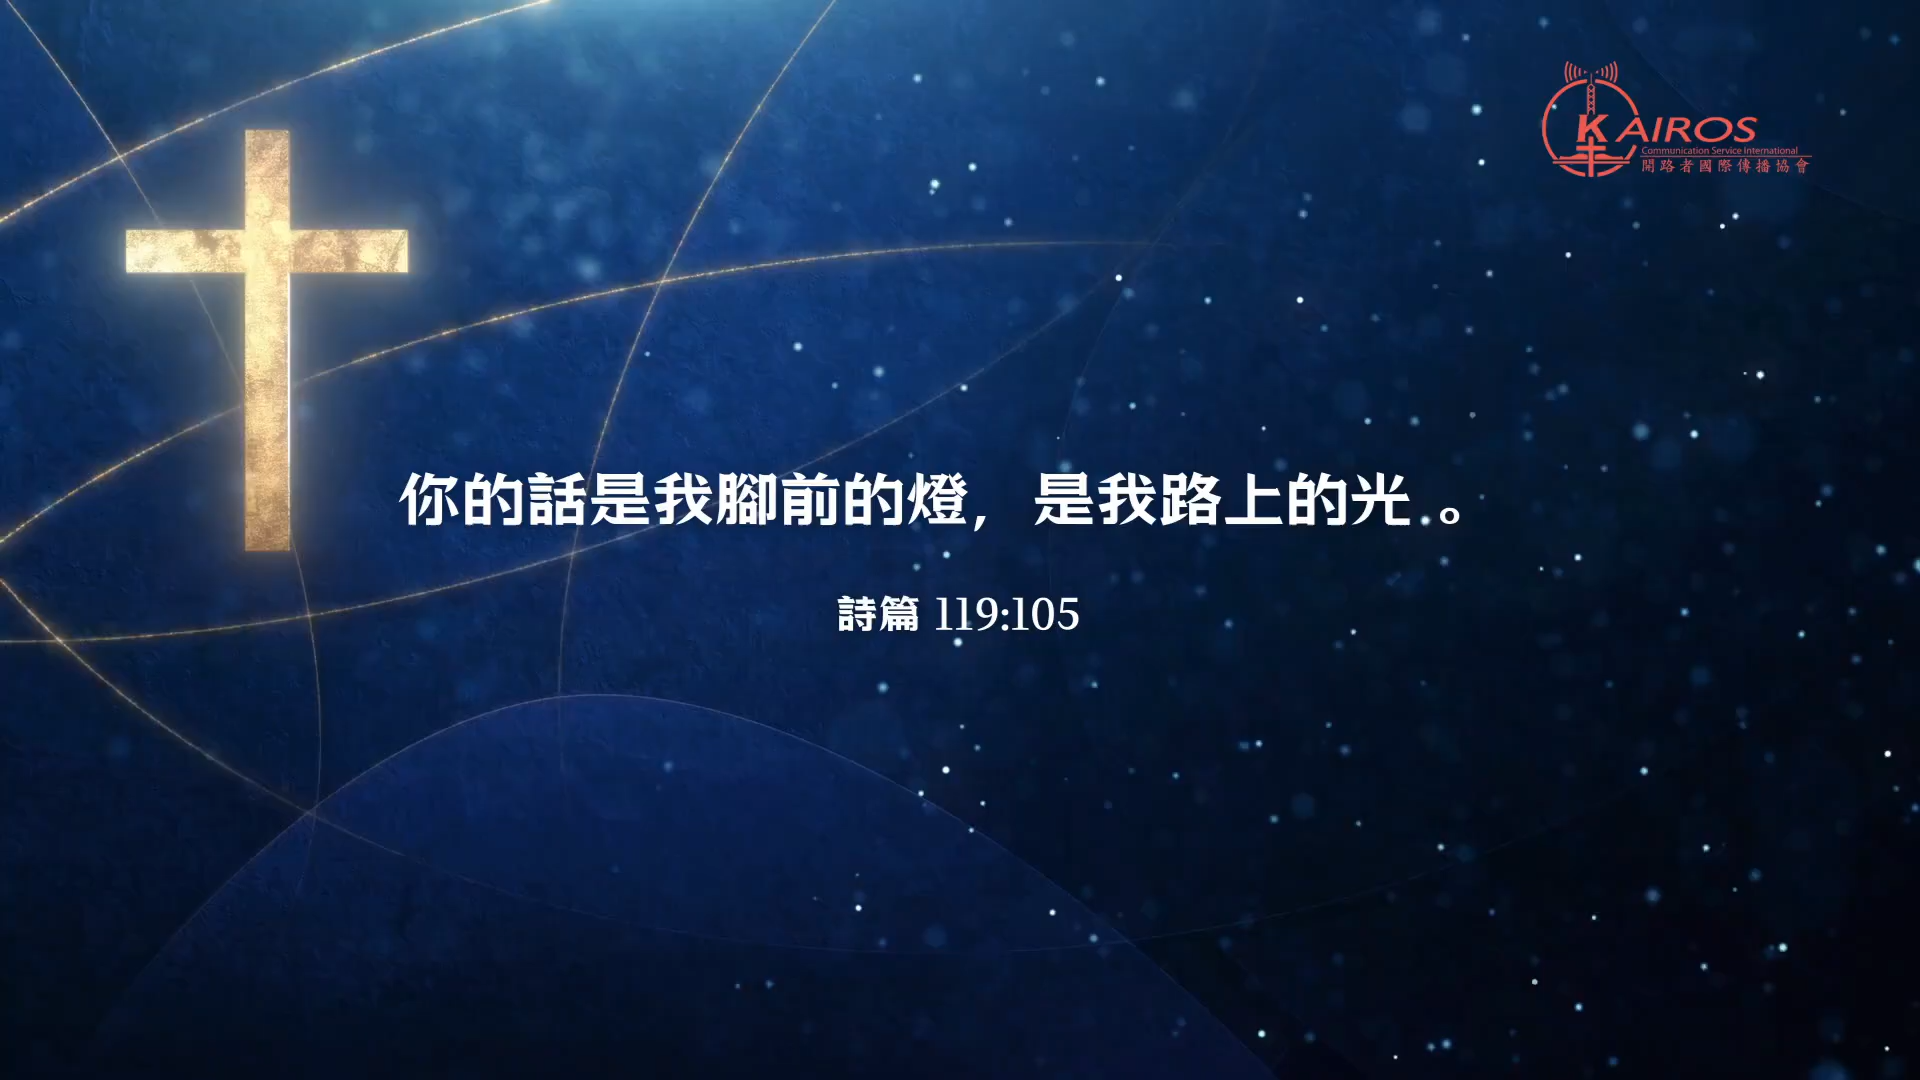 KAIROS
Communication Service International
開路者國際傳播協會
你的話是我腳前的燈，是我路上的光 。
詩篇 119:105